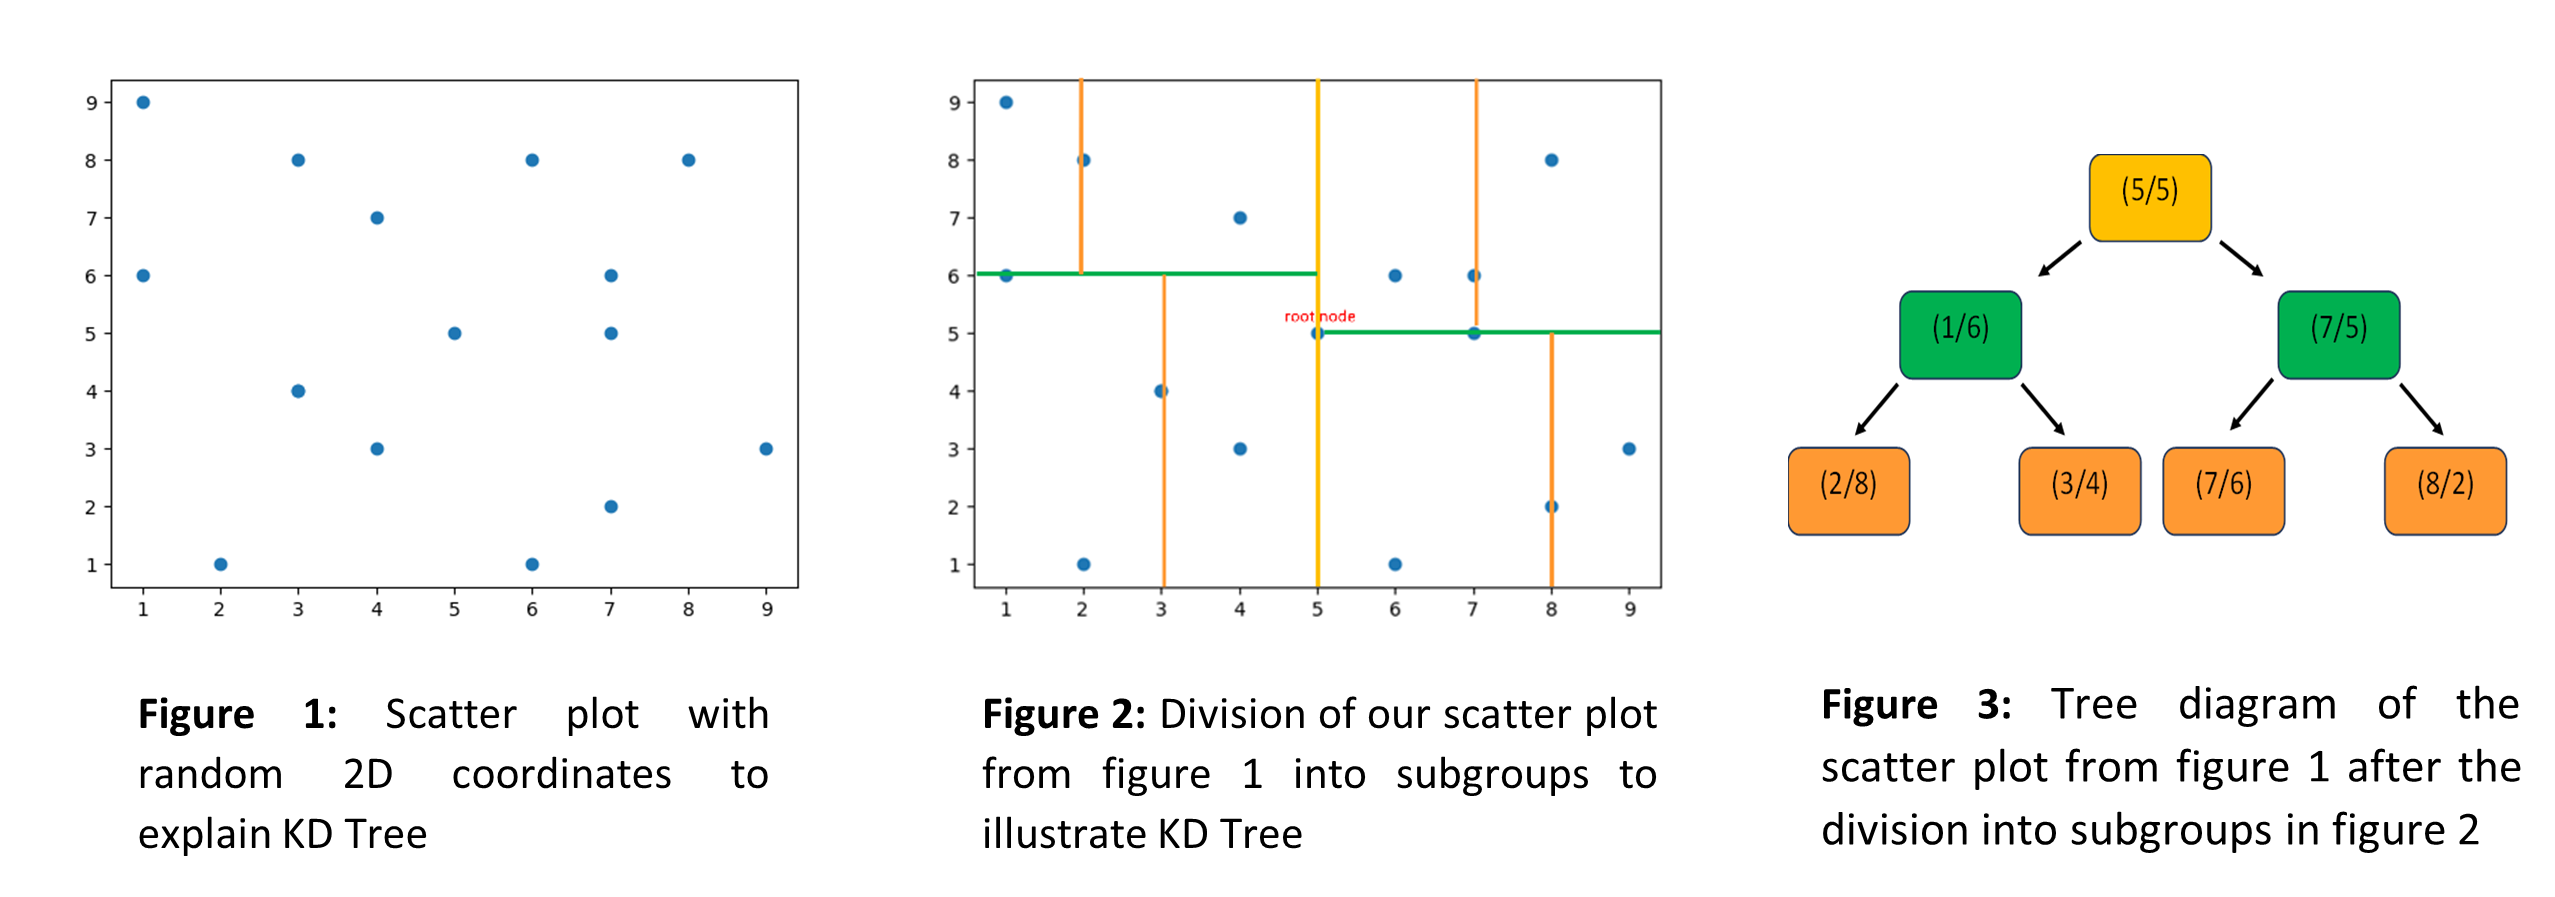 9
8
7
6
5
4
3
2
1
1 2 3 4 5 6 7 8 9
Figure 1: Scatter plot with
random 2D coordinates to
explain KD Tree
9
8
7
6
5
4
3
2
1
root node
1 2 3 4 5 6 7 8 9
Figure 2: Division of our scatter plot
from figure 1 into subgroups to
illustrate KD Tree
(5/5)
(1/6) (7/5)
(2/8) (3/4) (7/6) (8/2)
Figure 3: Tree diagram of the
scatter plot from figure 1 after the
division into subgroups in figure 2